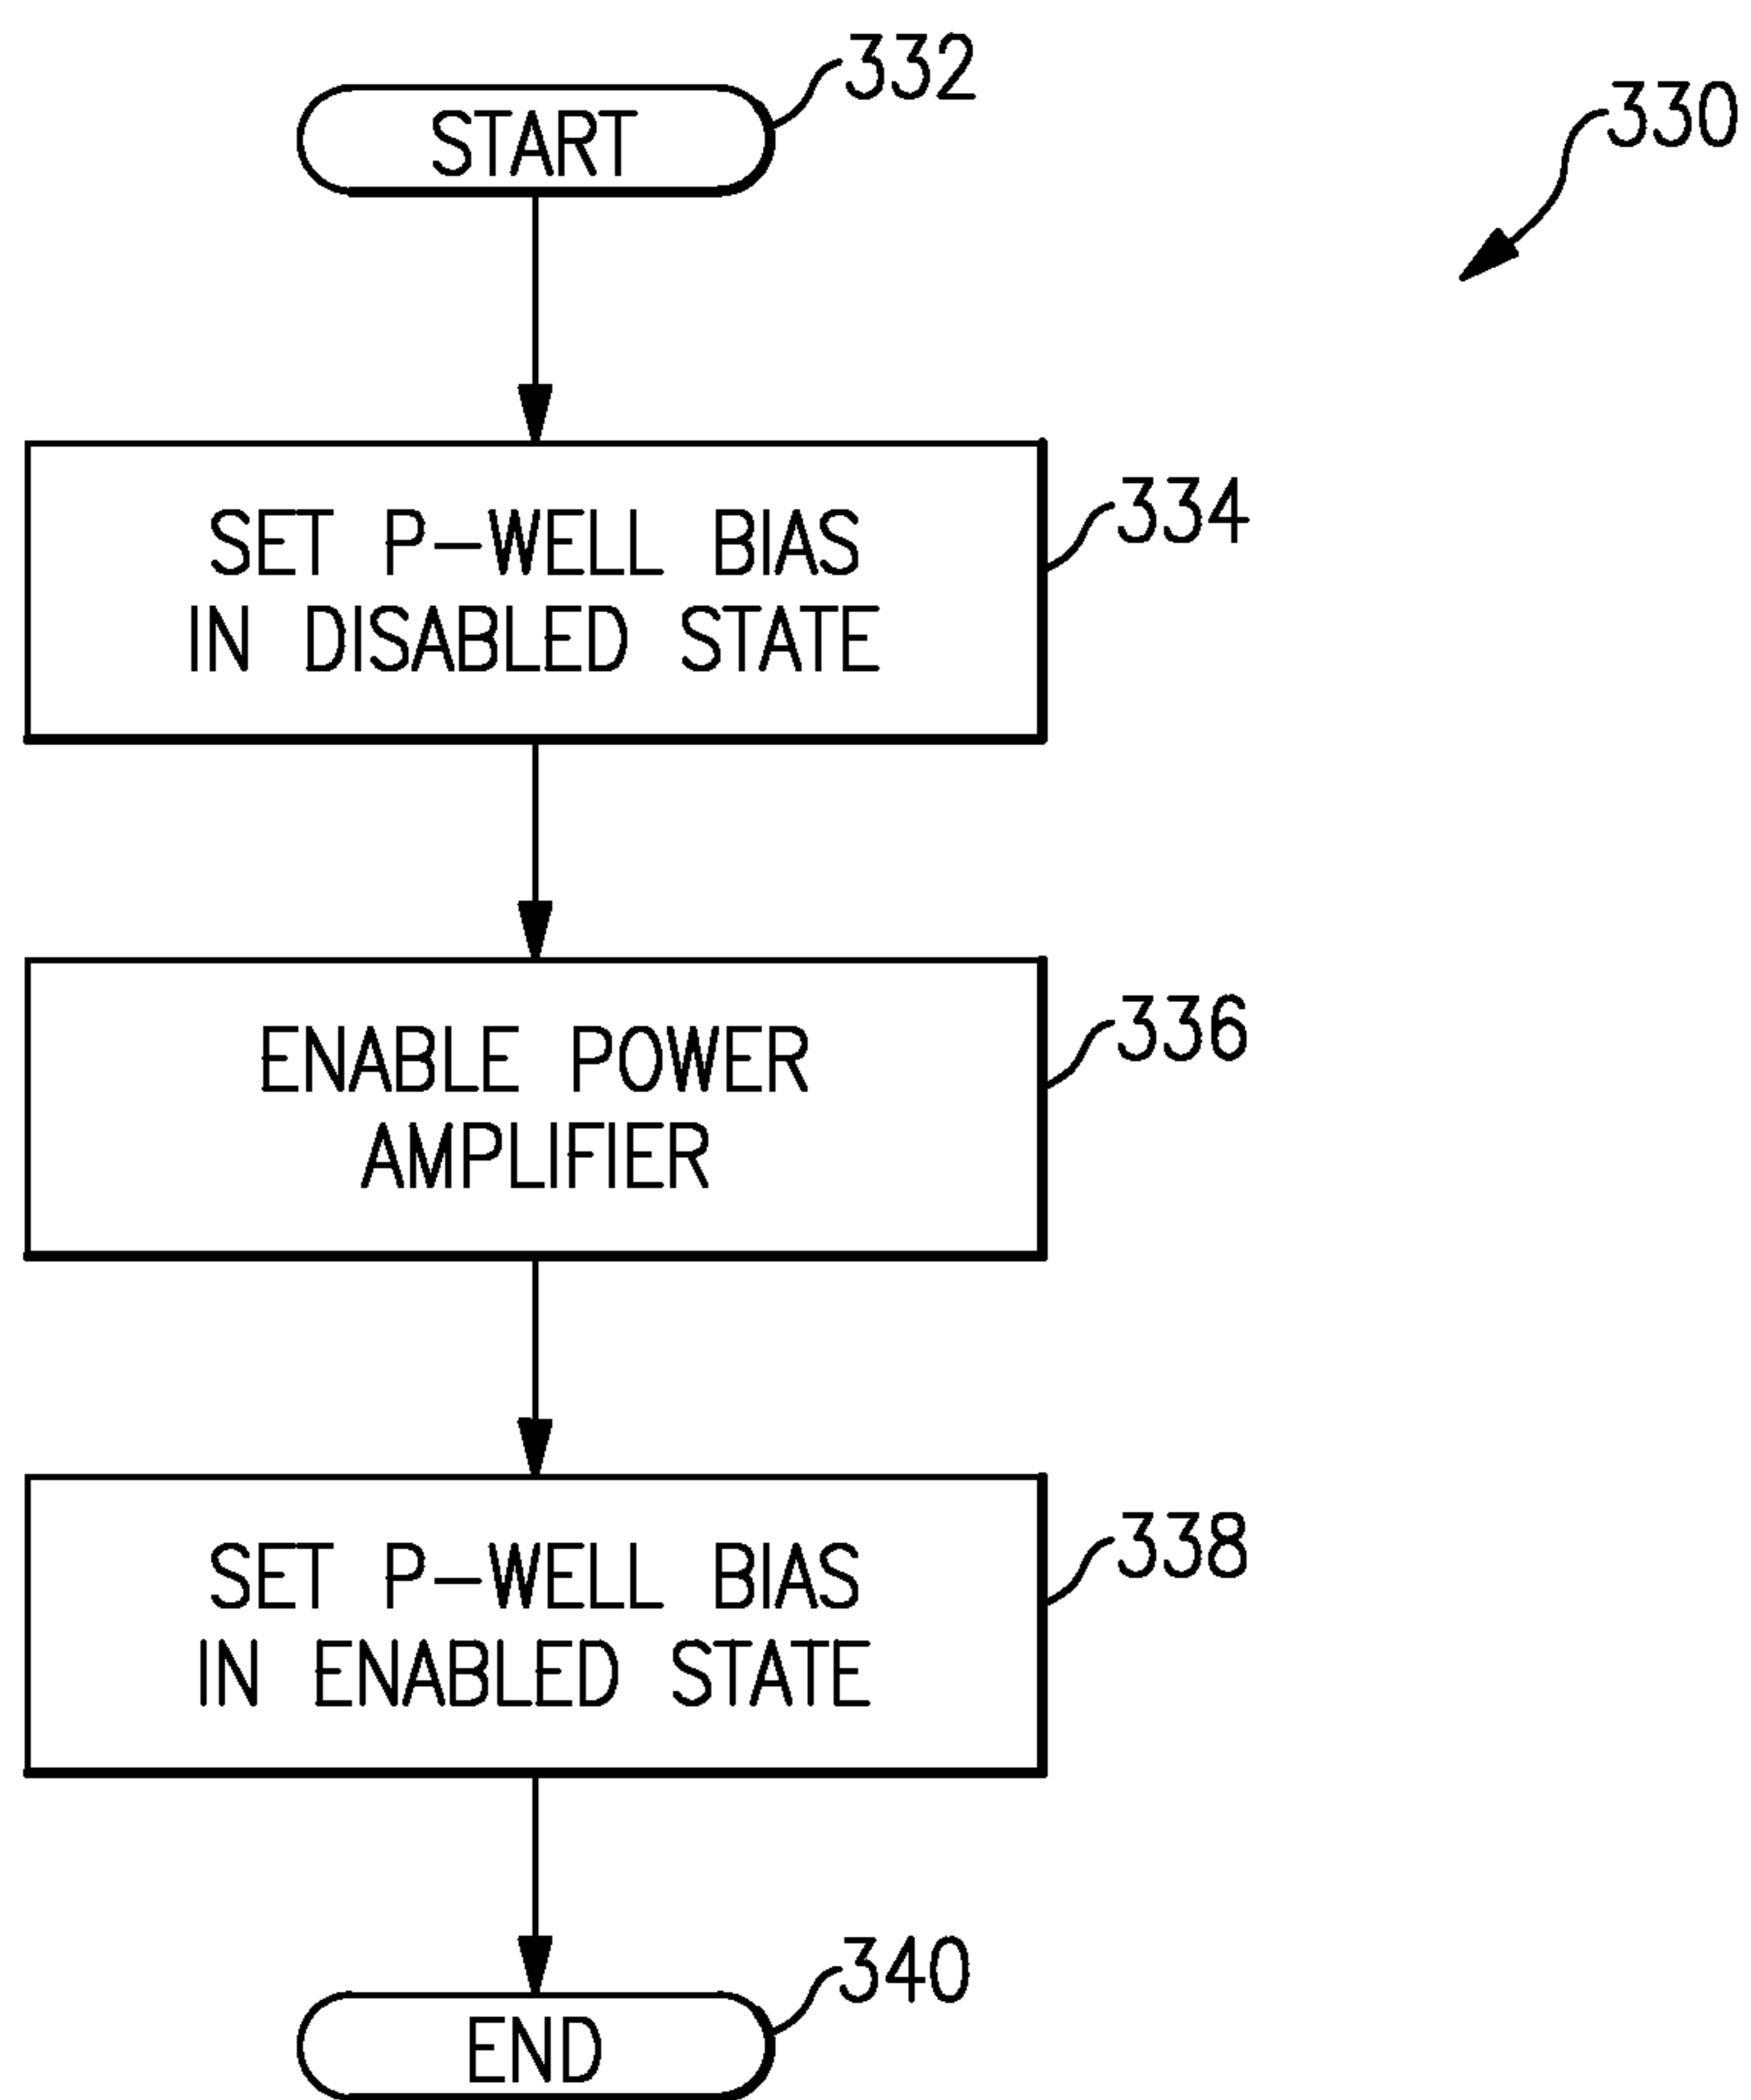 332
START
330
SET P-WELL BIAS
IN DISABLED STATE
334
ENABLE POWER
AMPLIFIER
336
SET P-WELL BIAS
IN ENABLED STATE
338
340
END